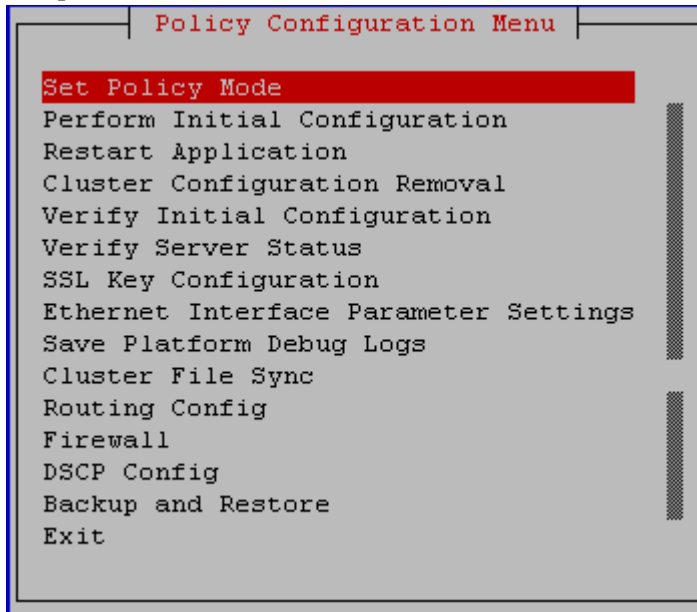 Policy Configuration Menu
Set Policy Mode
Perform Initial Configuration
Restart Application
Cluster Configuration Removal
Verify Initial Configuration
Verify Server Status
SSL Key Configuration
Ethernet Interface Parameter Settings
Save Platform Debug Logs
Cluster File Sync
Routing Config
Firewall
DSCP Config
Backup and Restore
Exit